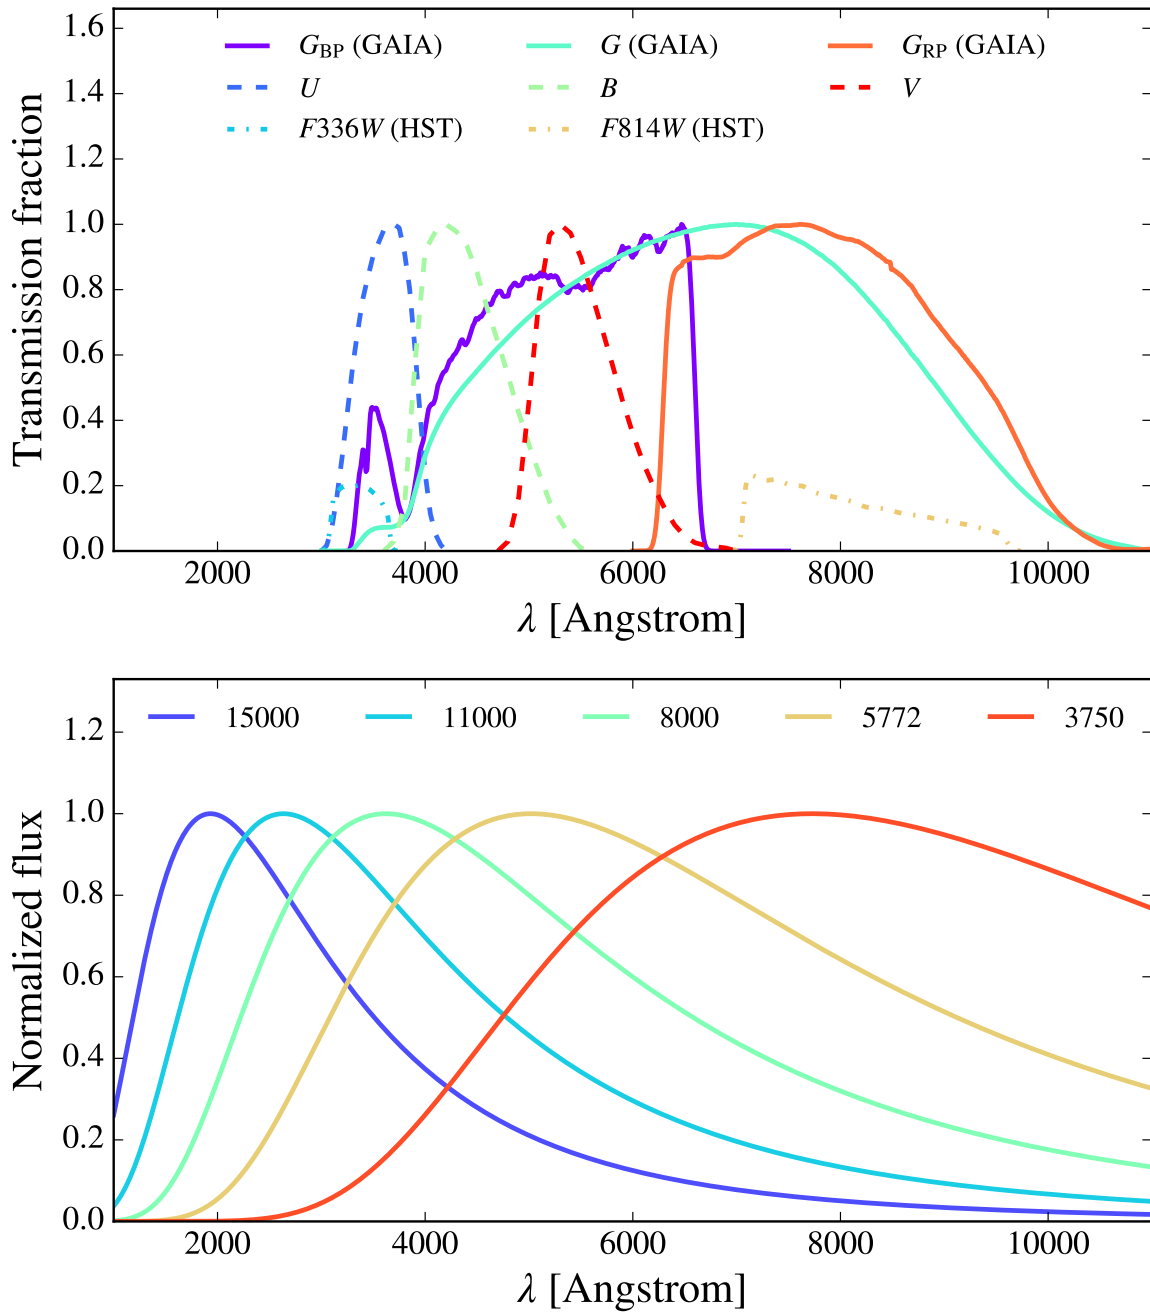 G_BP (GAIA) G (GAIA) G_RP (GAIA)
U B V
F336W (HST) F814W (HST)
1.6
1.4
1.2
1.0
0.8
0.6
0.4
0.2
0.0
Transmission fraction
2000 4000 6000 8000 10000
λ [Angstrom]
15000 11000 8000 5772 3750
1.2
1.0
0.8
0.6
0.4
0.2
0.0
Normalized flux
2000 4000 6000 8000 10000
λ [Angstrom]